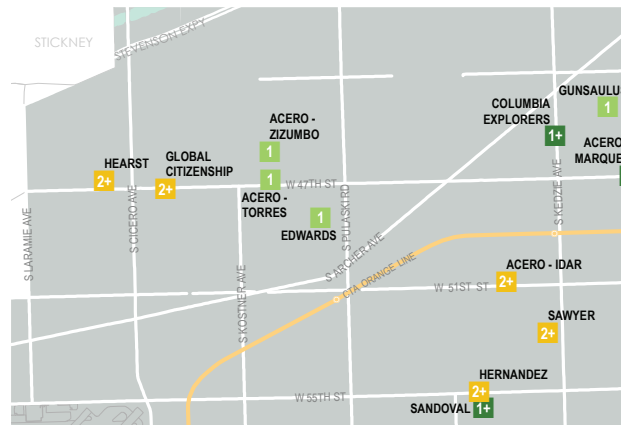 STICKNEY
STEVENSON EXPY
GUNSAULUS
1
COLUMBIA
EXPLORERS
1+
ACERO -
ZIZUMBO
1
ACERO
MARQUE
HEARST
2+
GLOBAL
CITIZENSHIP
2+
1
W 47TH ST
ACERO -
TORRES
1
EDWARDS
S LARAMIE AVE
S CICERO AVE
S KOSTNER AVE
S PULASKI RD
S ARCHER AVE
CTA ORANGE LINE
S KEDZIE AVE
ACERO - IDAR
2+
W 51ST ST
SAWYER
2+
HERNANDEZ
2+
W 55TH ST
SANDOVAL
1+